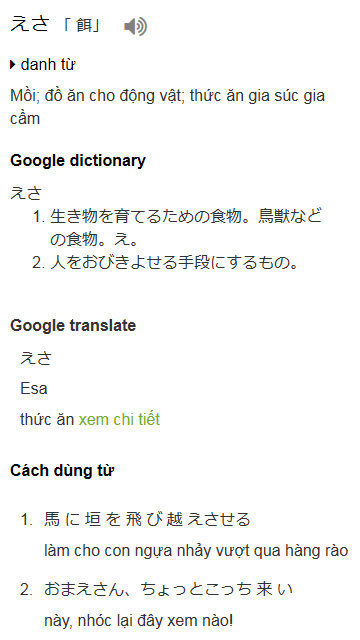 えさ 「 餌」
danh từ
Mồi; đồ ăn cho động vật; thức ăn gia súc gia
cầm
Google dictionary
えさ
1. 生き物を育てるための食物。鳥獣など
の食物。え。
2. 人をおびきよせる手段にするもの。
Google translate
えさ
Esa
thức ăn xem chi tiết
Cách dùng từ
1. 馬 に 垣 を 飛 び 越 えさせる
làm cho con ngựa nhảy vượt qua hàng rào
2. おまえさん、ちょっとこっち 来 い
này, nhóc lại đây xem nào!